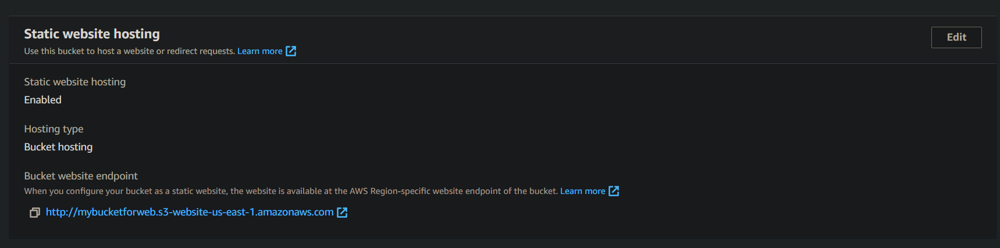 Static website hosting
Edit
Use this bucket to host a website or redirect requests. Learn more
Static website hosting
Enabled
Hosting type
Bucket hosting
Bucket website endpoint
When you configure your bucket as a static website, the website is available at the AWS Region-specific website endpoint of the bucket. Learn more
http://mybucketforweb.s3-website-us-east-1.amazonaws.com